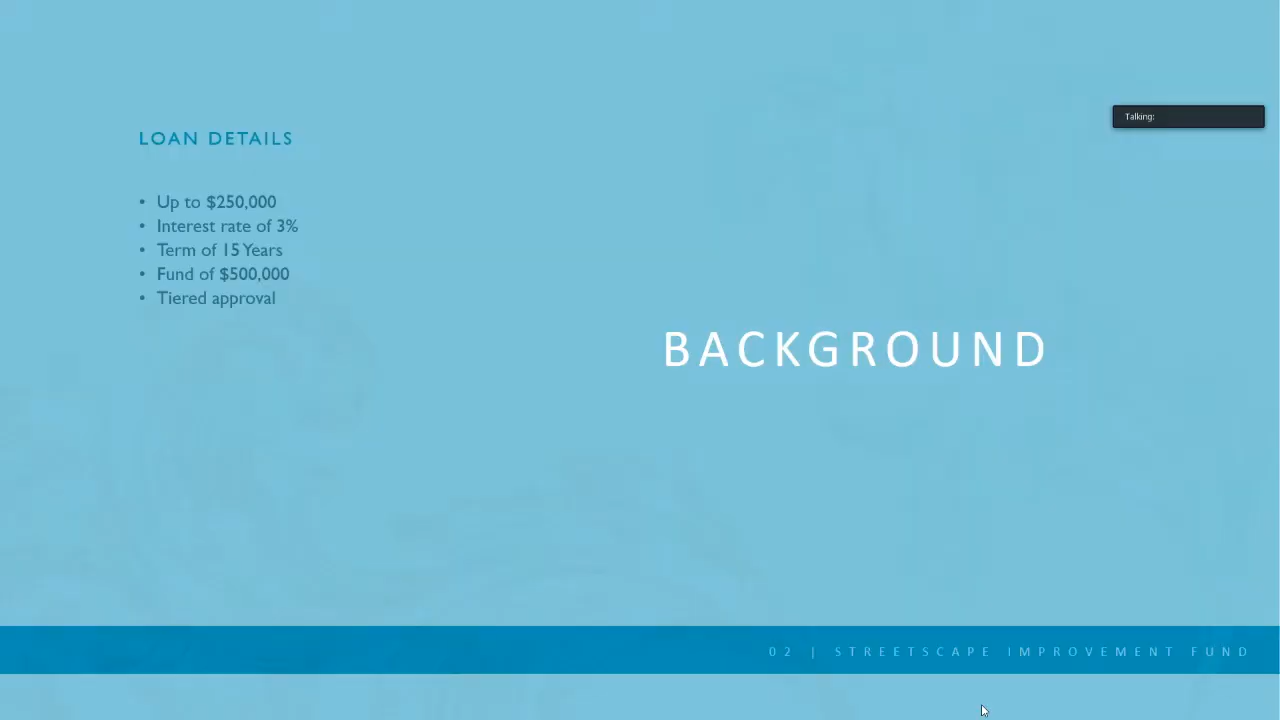 LOAN DETAILS
• Up to $250,000
• Interest rate of 3%
• Term of 15 Years
• Fund of $500,000
• Tiered approval
BACKGROUND
Talking:
02 | STREETSCAPE IMPROVEMENT FUND